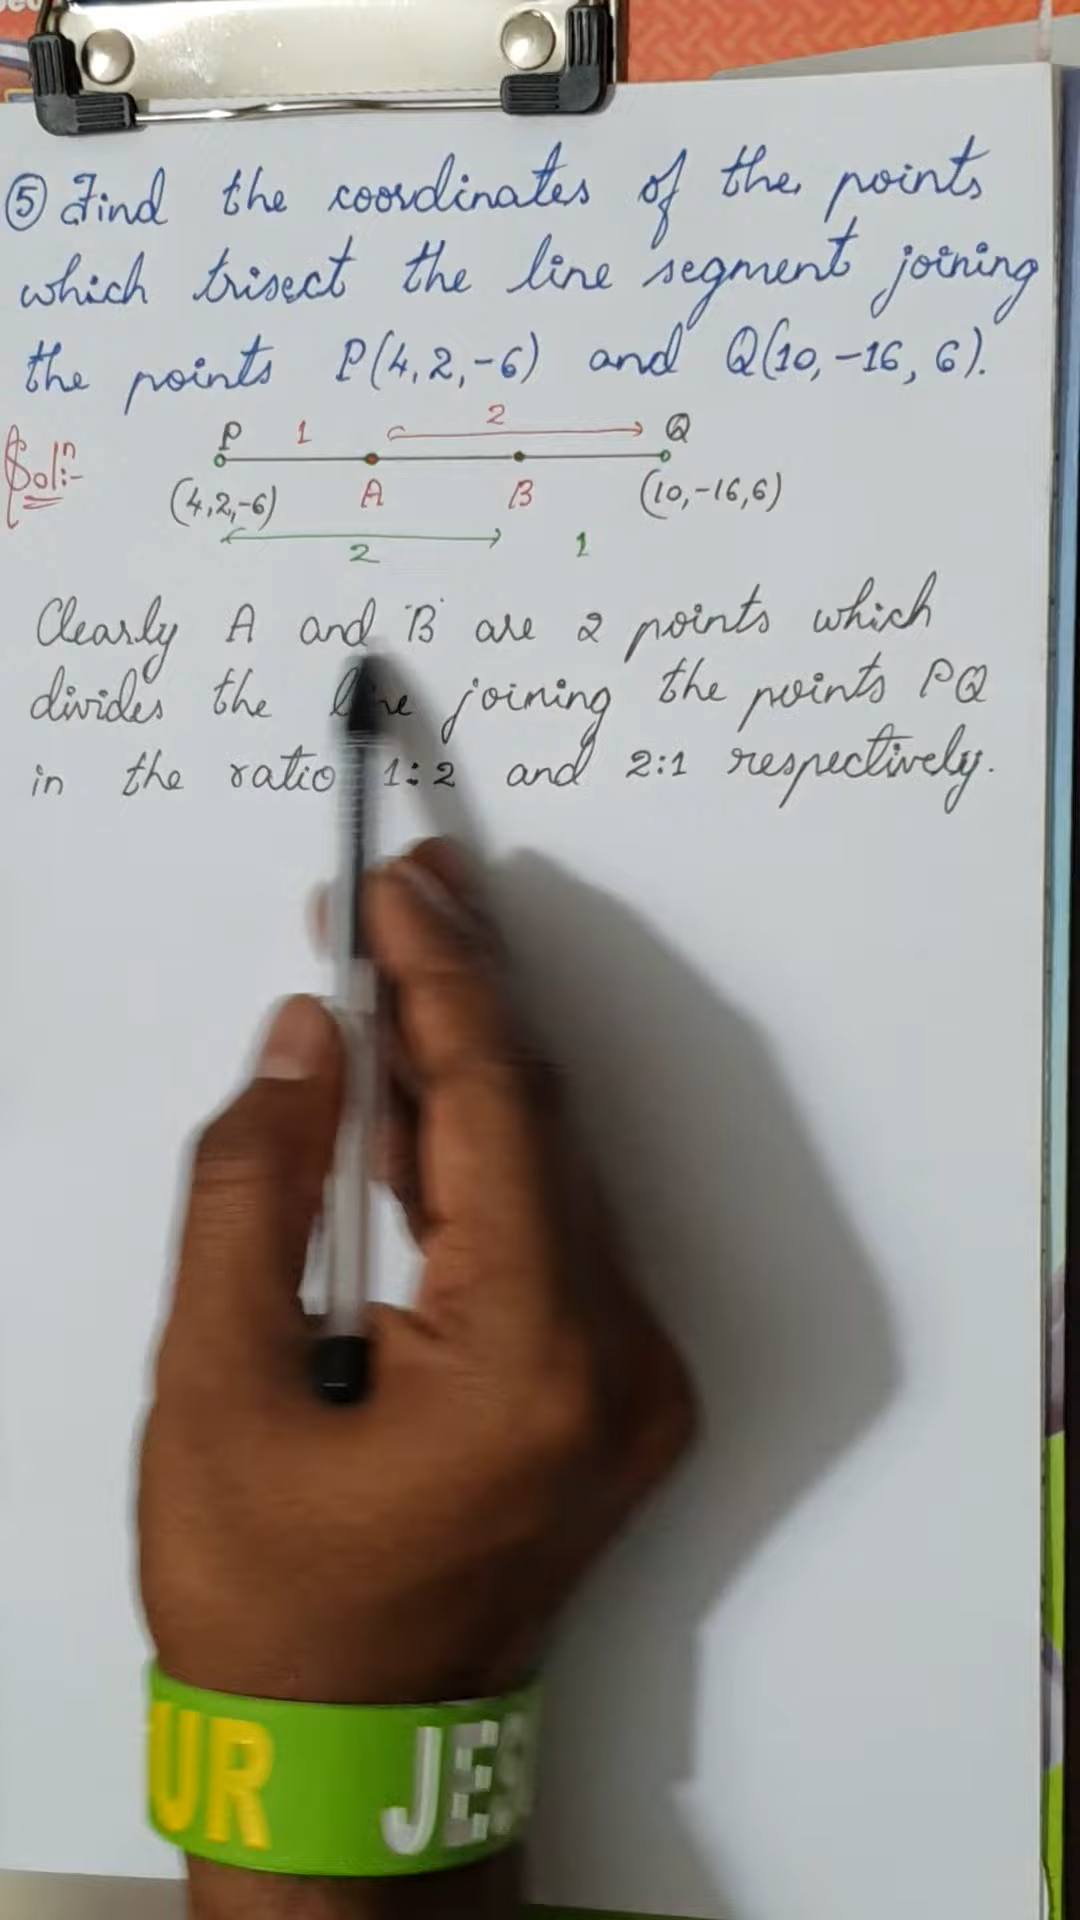 ⑤ Find the coordinates of the points
which trisect the line segment joining
the points P(4,2,-6) and Q(10,-16, 6).
Solⁿ:-
P 1 2 Q
(4,2,-6) A B (10,-16,6)
2 1
Clearly A and 'B' are 2 points which
divides the line joining the points PQ
in the ratio 1:2 and 2:1 respectively.
UR JES